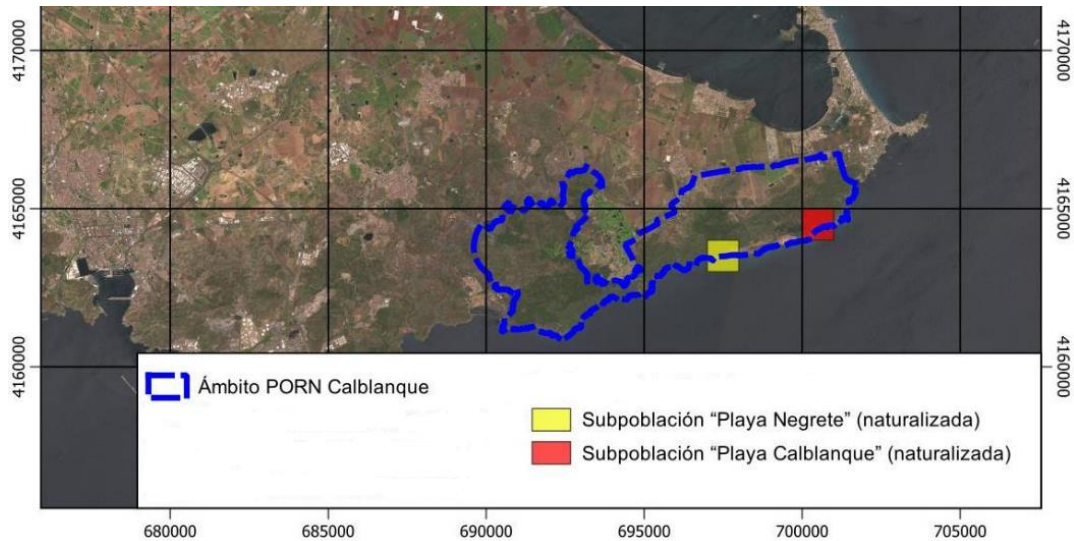 4170000
4170000
4165000
4165000
4160000
4160000
Ámbito PORN Calblanque
Subpoblación “Playa Negrete” (naturalizada)
Subpoblación “Playa Calblanque” (naturalizada)
680000 685000 690000 695000 700000 705000